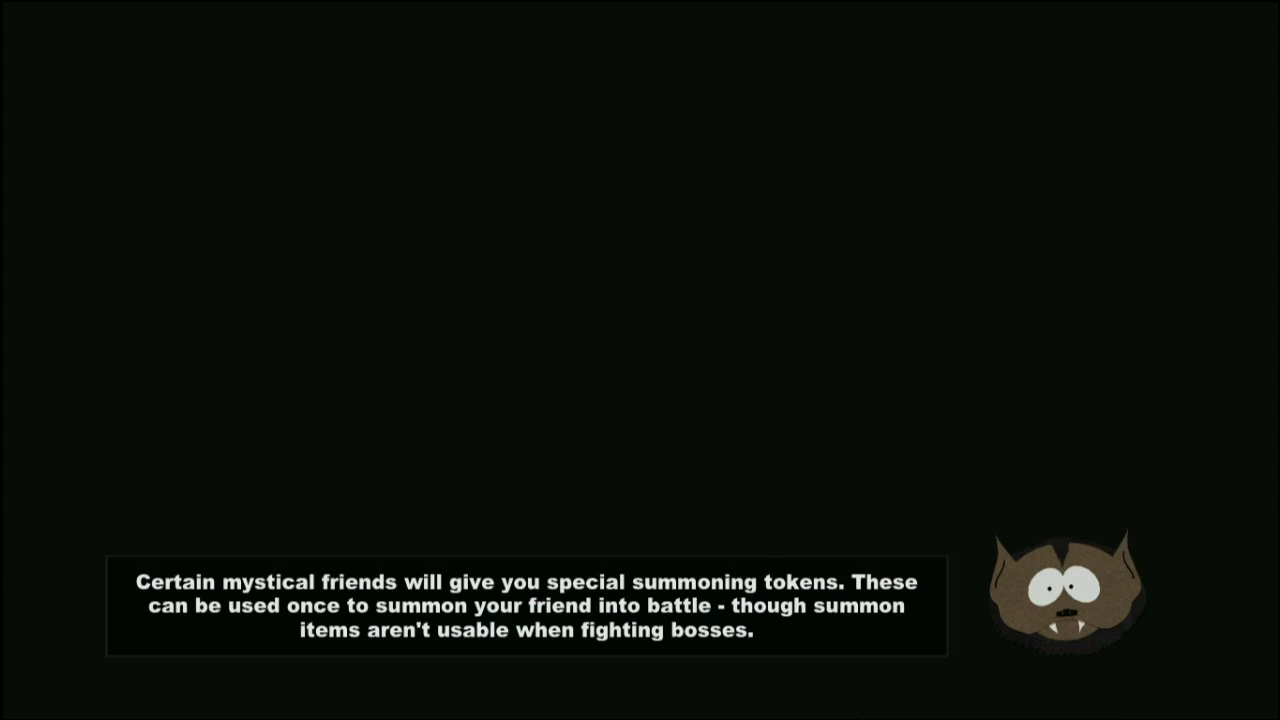 Certain mystical friends will give you special summoning tokens. These
can be used once to summon your friend into battle - though summon
items aren't usable when fighting bosses.